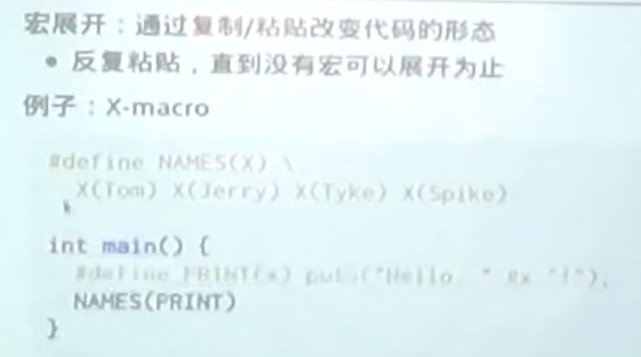 宏展开：通过复制/粘贴改变代码的形态
• 反复粘贴，直到没有宏可以展开为止
例子：X-macro
#define NAMES(X) \
X(Tom) X(Jerry) X(Tyke) X(Spike)
int main() {
#define PRINT(x) puts("Hello, " #x "!");
NAMES(PRINT)
}